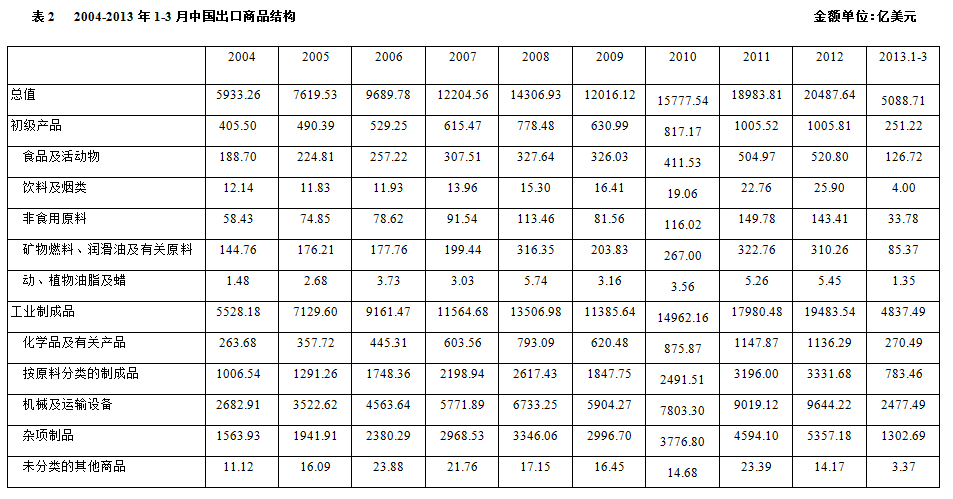 表 2 2004-2013 年 1-3 月中国出口商品结构 金额单位：亿美元
2004 2005 2006 2007 2008 2009 2010 2011 2012 2013.1-3
总值 5933.26 7619.53 9689.78 12204.56 14306.93 12016.12 15777.54 18983.81 20487.64 5088.71
初级产品 405.50 490.39 529.25 615.47 778.48 630.99 817.17 1005.52 1005.81 251.22
食品及活动物 188.70 224.81 257.22 307.51 327.64 326.03 411.53 504.97 520.80 126.72
饮料及烟类 12.14 11.83 11.93 13.96 15.30 16.41 19.06 22.76 25.90 4.00
非食用原料 58.43 74.85 78.62 91.54 113.46 81.56 116.02 149.78 143.41 33.78
矿物燃料、润滑油及有关原料 144.76 176.21 177.76 199.44 316.35 203.83 267.00 322.76 310.26 85.37
动、植物油脂及蜡 1.48 2.68 3.73 3.03 5.74 3.16 3.56 5.26 5.45 1.35
工业制成品 5528.18 7129.60 9161.47 11564.68 13506.98 11385.64 14962.16 17980.48 19483.54 4837.49
化学品及有关产品 263.68 357.72 445.31 603.56 793.09 620.48 875.87 1147.87 1136.29 270.49
按原料分类的制成品 1006.54 1291.26 1748.36 2198.94 2617.43 1847.75 2491.51 3196.00 3331.68 783.46
机械及运输设备 2682.91 3522.62 4563.64 5771.89 6733.25 5904.27 7803.30 9019.12 9644.22 2477.49
杂项制品 1563.93 1941.91 2380.29 2968.53 3346.06 2996.70 3776.80 4594.10 5357.18 1302.69
未分类的其他商品 11.12 16.09 23.88 21.76 17.15 16.45 14.68 23.39 14.17 3.37